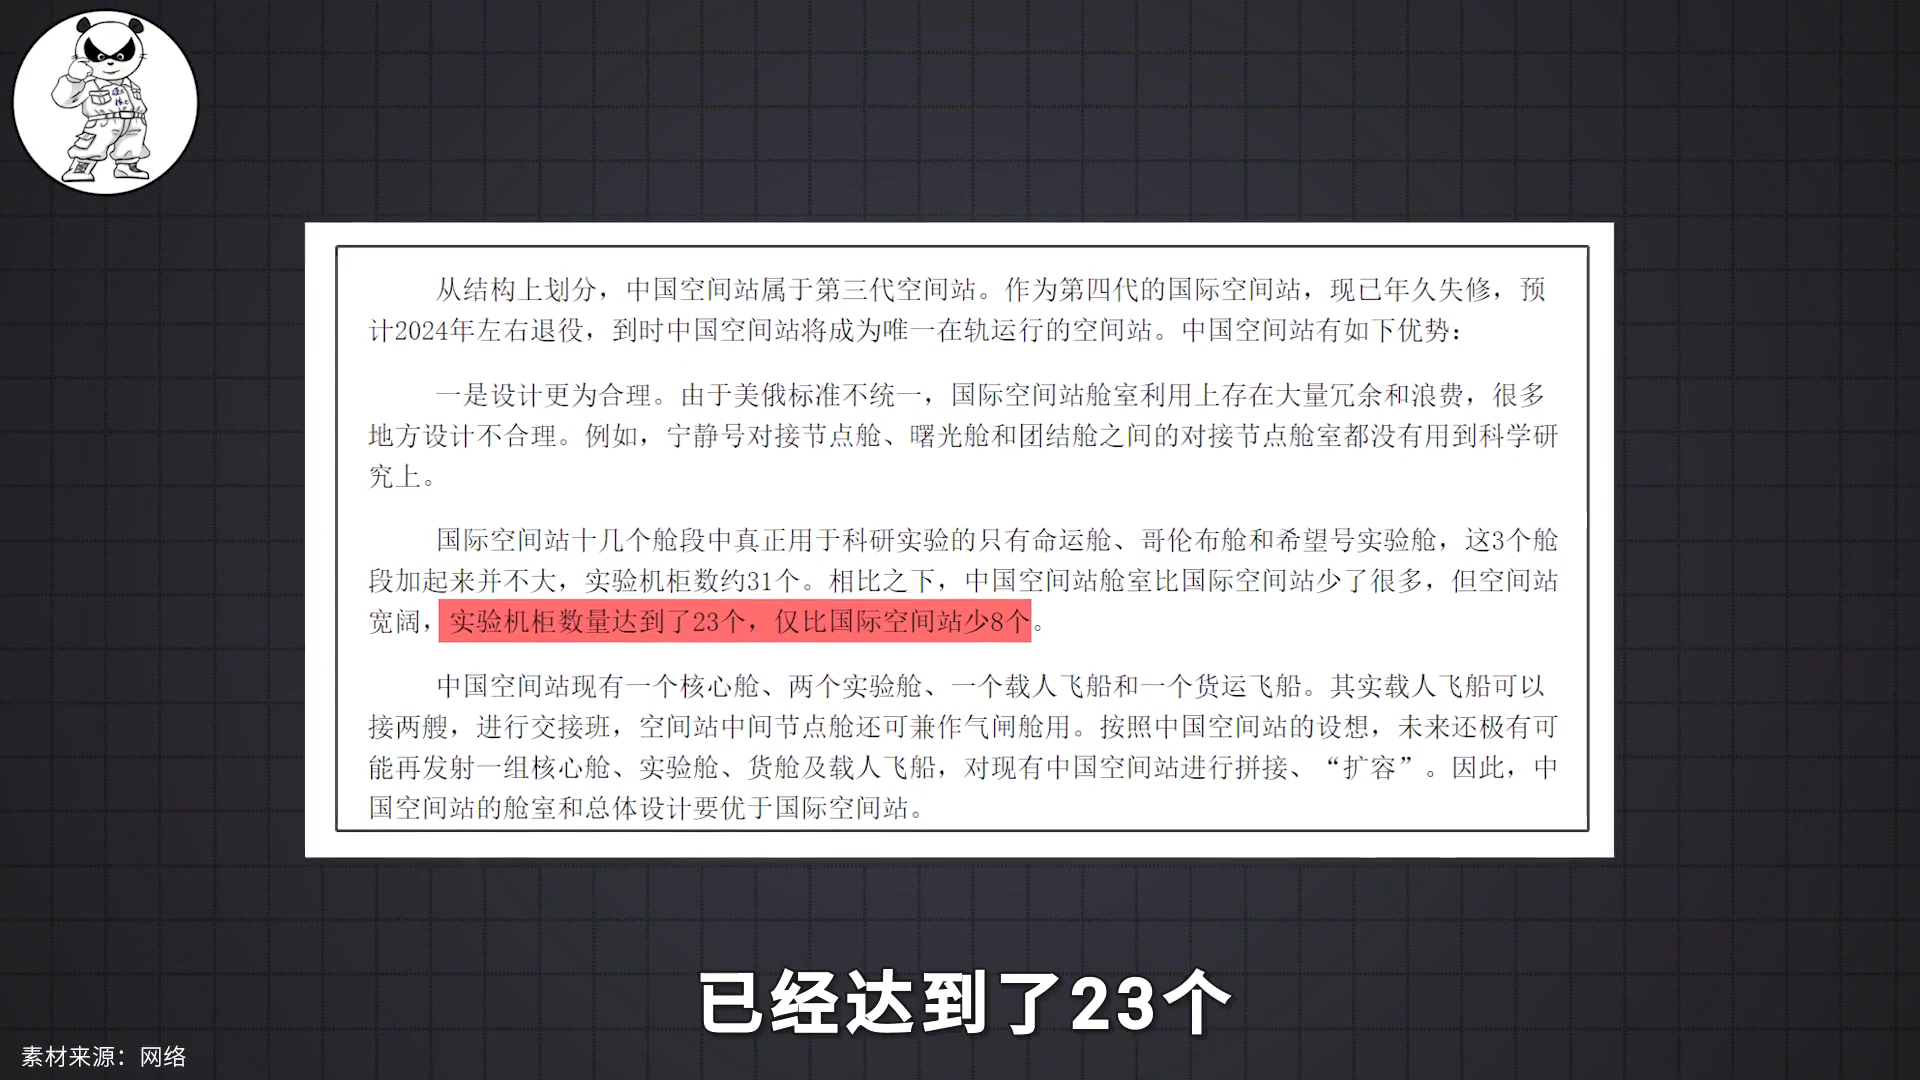 从结构上划分，中国空间站属于第三代空间站。作为第四代的国际空间站，现已年久失修，预
计2024年左右退役，到时中国空间站将成为唯一在轨运行的空间站。中国空间站有如下优势：
一是设计更为合理。由于美俄标准不统一，国际空间站舱室利用上存在大量冗余和浪费，很多
地方设计不合理。例如，宁静号对接节点舱、曙光舱和团结舱之间的对接节点舱室都没有用到科学研
究上。
国际空间站十几个舱段中真正用于科研实验的只有命运舱、哥伦布舱和希望号实验舱，这3个舱
段加起来并不大，实验机柜数约31个。相比之下，中国空间站舱室比国际空间站少了很多，但空间站
宽阔，实验机柜数量达到了23个，仅比国际空间站少8个。
中国空间站现有一个核心舱、两个实验舱、一个载人飞船和一个货运飞船。其实载人飞船可以
接两艘，进行交接班，空间站中间节点舱还可兼作气闸舱用。按照中国空间站的设想，未来还极有可
能再发射一组核心舱、实验舱、货舱及载人飞船，对现有中国空间站进行拼接、“扩容”。因此，中
国空间站的舱室和总体设计要优于国际空间站。
已经达到了23个
素材来源：网络